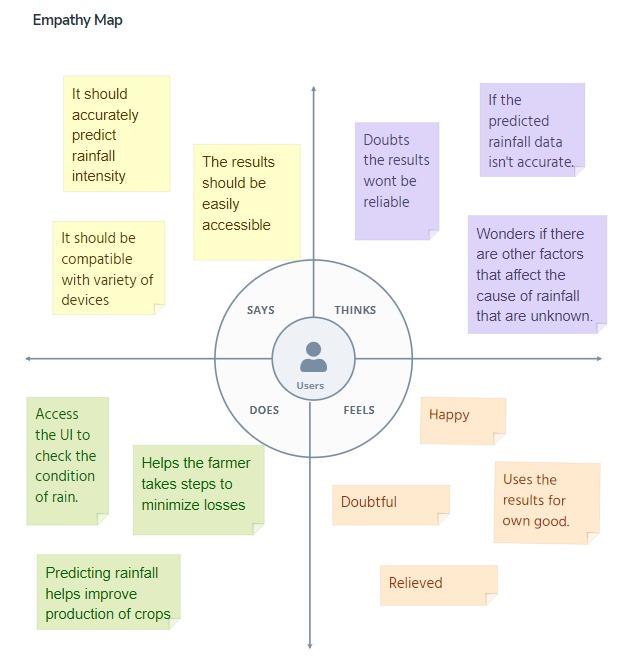 Empathy Map
It should
accurately
predict
rainfall
intensity
The results
should be
easily
accessible
It should be
compatible
with variety of
devices
Doubts
the results
wont be
reliable
If the
predicted
rainfall data
isn't accurate.
Wonders if there
are other factors
that affect the
cause of rainfall
that are unknown.
SAYS
THINKS
Users
DOES
FEELS
Access
the UI to
check the
condition
of rain.
Helps the farmer
takes steps to
minimize losses
Predicting rainfall
helps improve
production of crops
Happy
Doubtful
Uses the
results for
own good.
Relieved